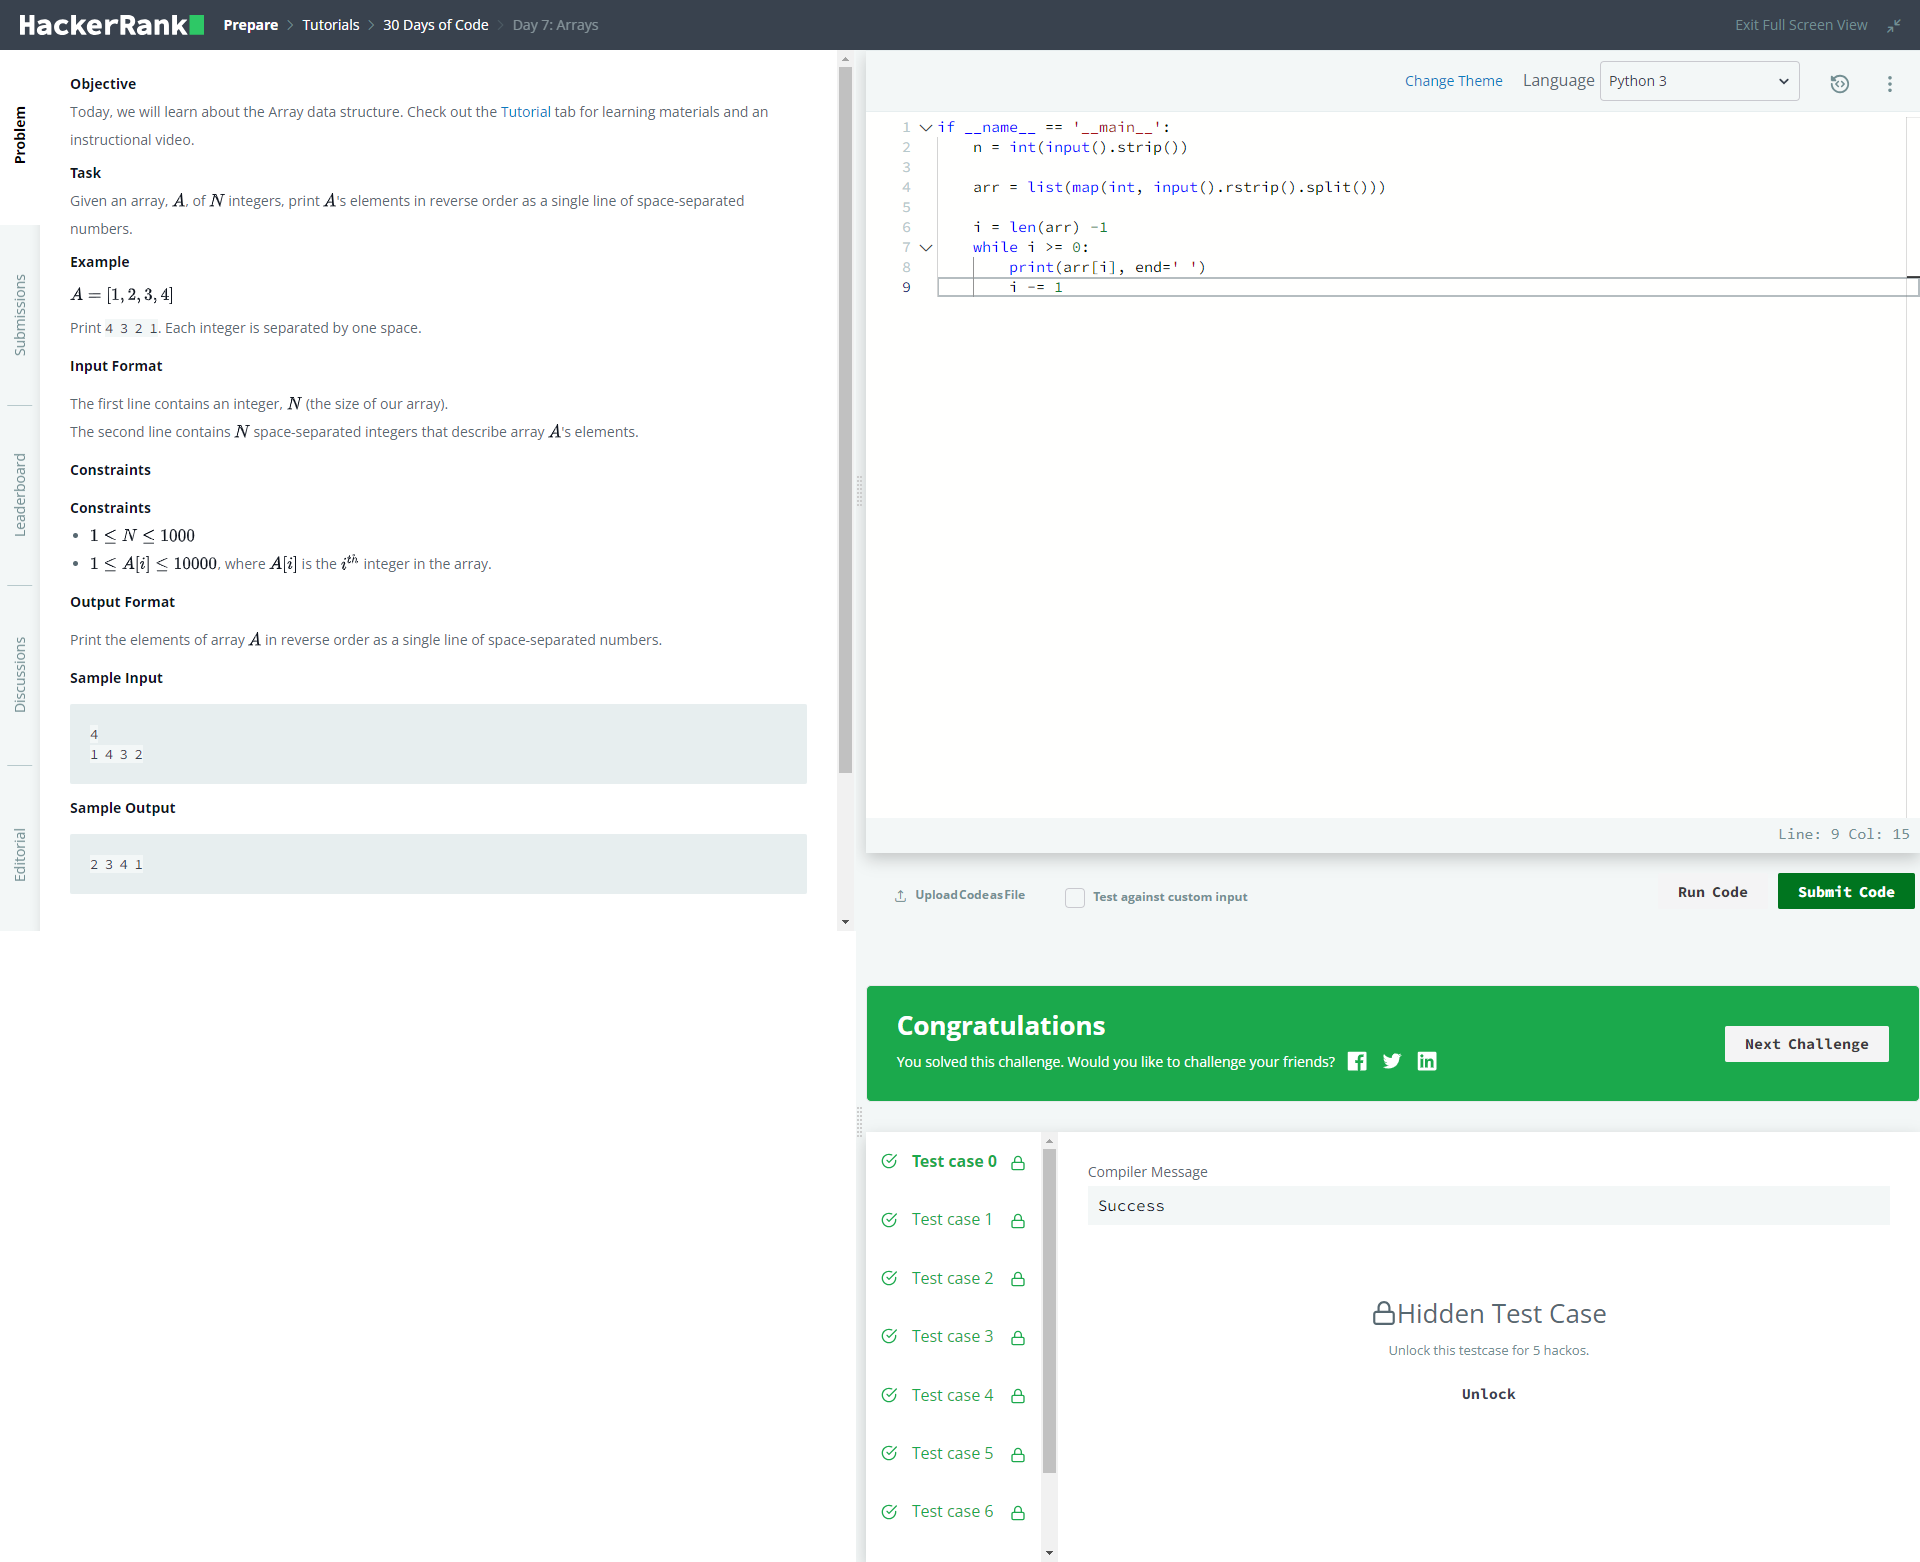 HackerRank Prepare > Tutorials > 30 Days of Code > Day 7: Arrays
Exit Full Screen View
Problem
Submissions
Leaderboard
Discussions
Editorial
Objective
Today, we will learn about the Array data structure. Check out the Tutorial tab for learning materials and an
instructional video.
Task
Given an array, A, of N integers, print A's elements in reverse order as a single line of space-separated
numbers.
Example
A = [1, 2, 3, 4]
Print 4 3 2 1. Each integer is separated by one space.
Input Format
The first line contains an integer, N (the size of our array).
The second line contains N space-separated integers that describe array A's elements.
Constraints
Constraints
• 1 ≤ N ≤ 1000
• 1 ≤ A[i] ≤ 10000, where A[i] is the i^th integer in the array.
Output Format
Print the elements of array A in reverse order as a single line of space-separated numbers.
Sample Input
4
1 4 3 2
Sample Output
2 3 4 1
Change Theme Language Python 3
1 if __name__ == '__main__':
2     n = int(input().strip())
3
4     arr = list(map(int, input().rstrip().split()))
5
6     i = len(arr) -1
7     while i >= 0:
8         print(arr[i], end=' ')
9         i -= 1
Line: 9 Col: 15
Upload Code as File
Test against custom input
Run Code
Submit Code
Congratulations
You solved this challenge. Would you like to challenge your friends?
Next Challenge
Test case 0
Test case 1
Test case 2
Test case 3
Test case 4
Test case 5
Test case 6
Compiler Message
Success
Hidden Test Case
Unlock this testcase for 5 hackos.
Unlock